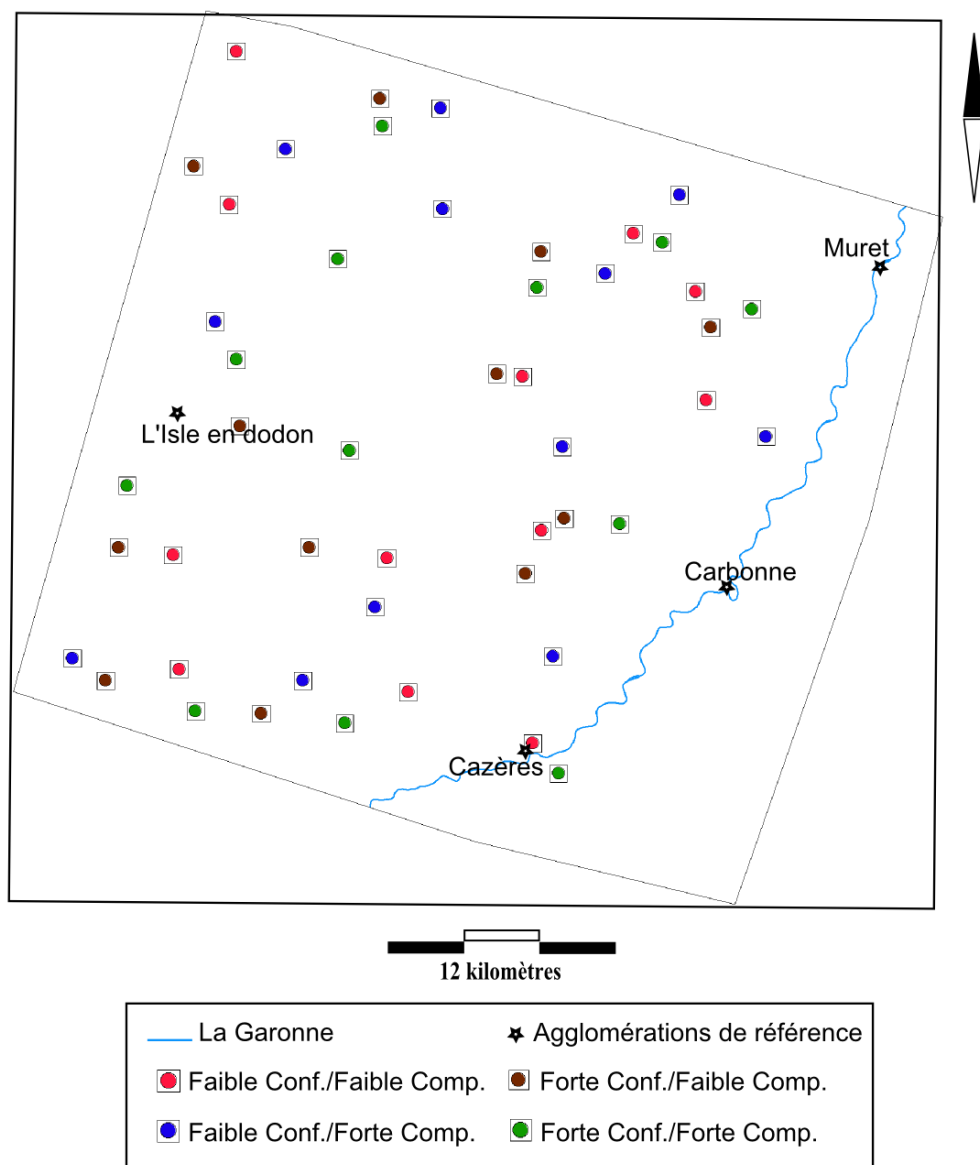 Muret
L'Isle en dodon
Carbonne
Cazères
12 kilomètres
La Garonne
Agglomérations de référence
Faible Conf./Faible Comp.
Forte Conf./Faible Comp.
Faible Conf./Forte Comp.
Forte Conf./Forte Comp.